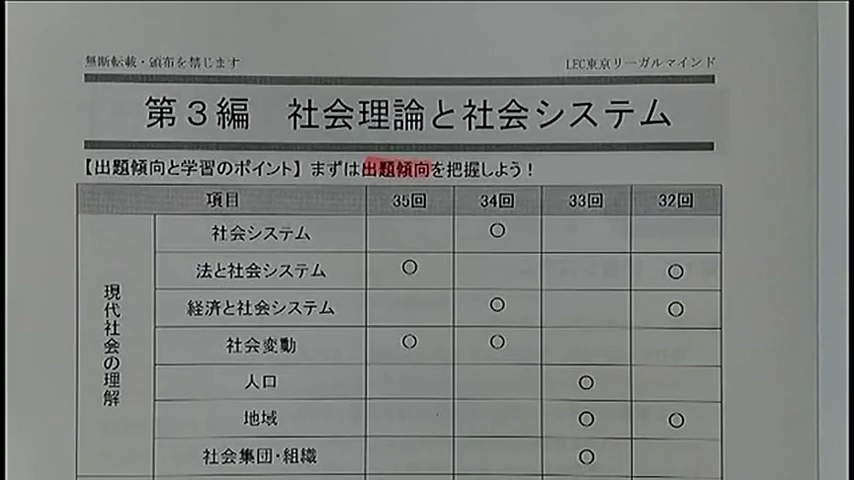 無断転載・頒布を禁じます LEC東京リーガルマインド
第3編 社会理論と社会システム
【出題傾向と学習のポイント】まずは出題傾向を把握しよう！
項目 35回 34回 33回 32回
現代社会の理解
社会システム ○
法と社会システム ○ ○
経済と社会システム ○ ○
社会変動 ○ ○
人口 ○
地域 ○ ○
社会集団・組織 ○